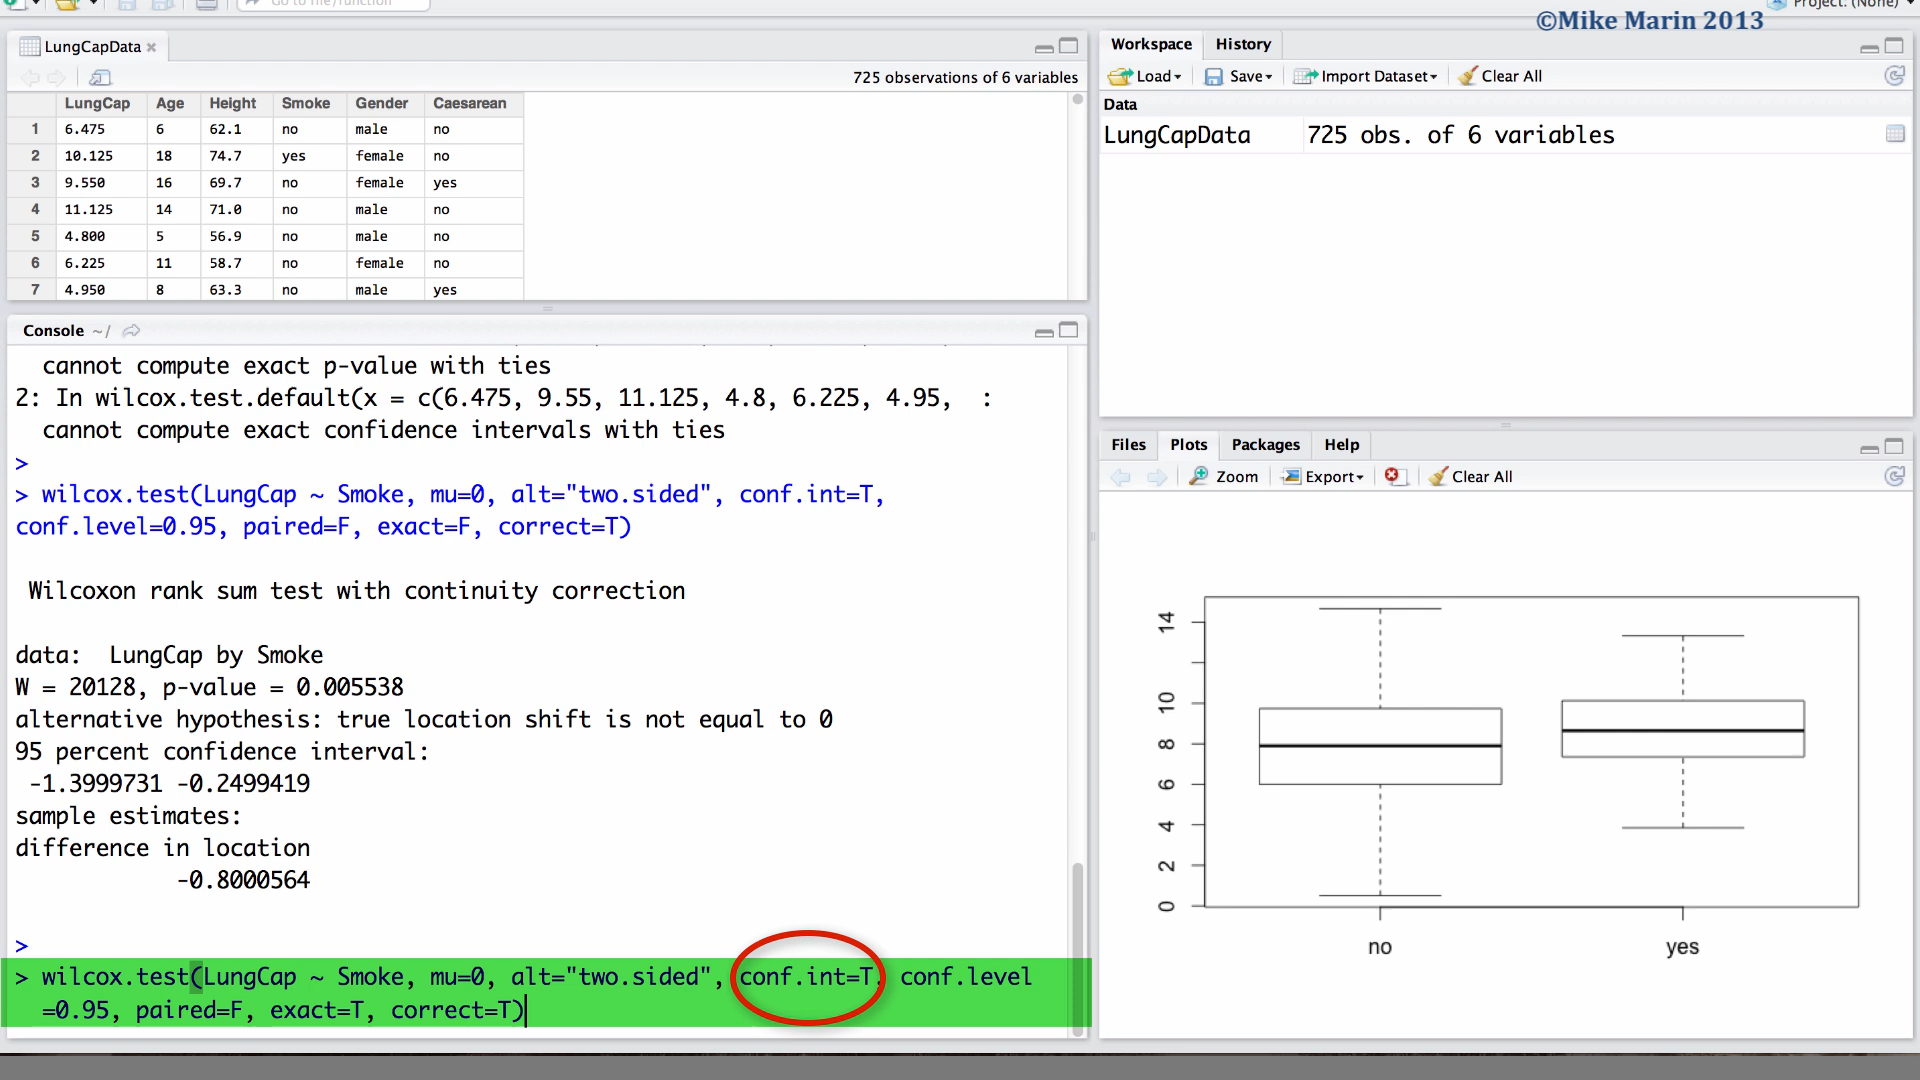 Go to file/function
Project: (None)
©Mike Marin 2013
LungCapData
725 observations of 6 variables
LungCap Age Height Smoke Gender Caesarean
1 6.475 6 62.1 no male no
2 10.125 18 74.7 yes female no
3 9.550 16 69.7 no female yes
4 11.125 14 71.0 no male no
5 4.800 5 56.9 no male no
6 6.225 11 58.7 no female no
7 4.950 8 63.3 no male yes
Console ~/
cannot compute exact p-value with ties
2: In wilcox.test.default(x = c(6.475, 9.55, 11.125, 4.8, 6.225, 4.95,  :
cannot compute exact confidence intervals with ties
>
> wilcox.test(LungCap ~ Smoke, mu=0, alt="two.sided", conf.int=T,
conf.level=0.95, paired=F, exact=F, correct=T)
Wilcoxon rank sum test with continuity correction
data:  LungCap by Smoke
W = 20128, p-value = 0.005538
alternative hypothesis: true location shift is not equal to 0
95 percent confidence interval:
-1.3999731 -0.2499419
sample estimates:
difference in location
-0.8000564
>
> wilcox.test(LungCap ~ Smoke, mu=0, alt="two.sided", conf.int=T, conf.level
=0.95, paired=F, exact=T, correct=T)
Workspace History
Load Save Import Dataset Clear All
Data
LungCapData 725 obs. of 6 variables
Files Plots Packages Help
Zoom Export Clear All
14
10
8
6
4
2
0
no yes